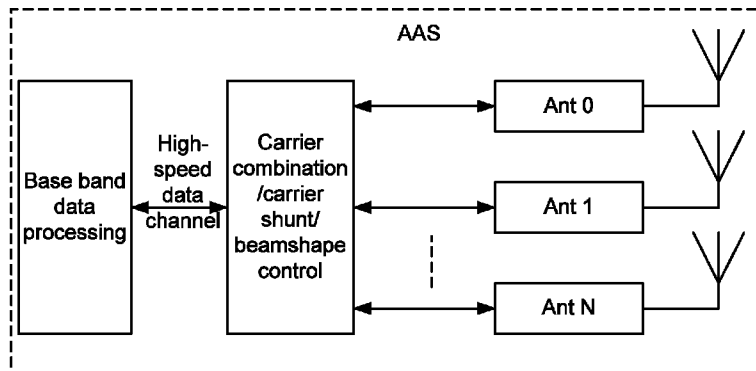 AAS
Base band
data
processing
High-
speed
data
channel
Carrier
combination
/carrier
shunt/
beamshape
control
Ant 0
Ant 1
Ant N